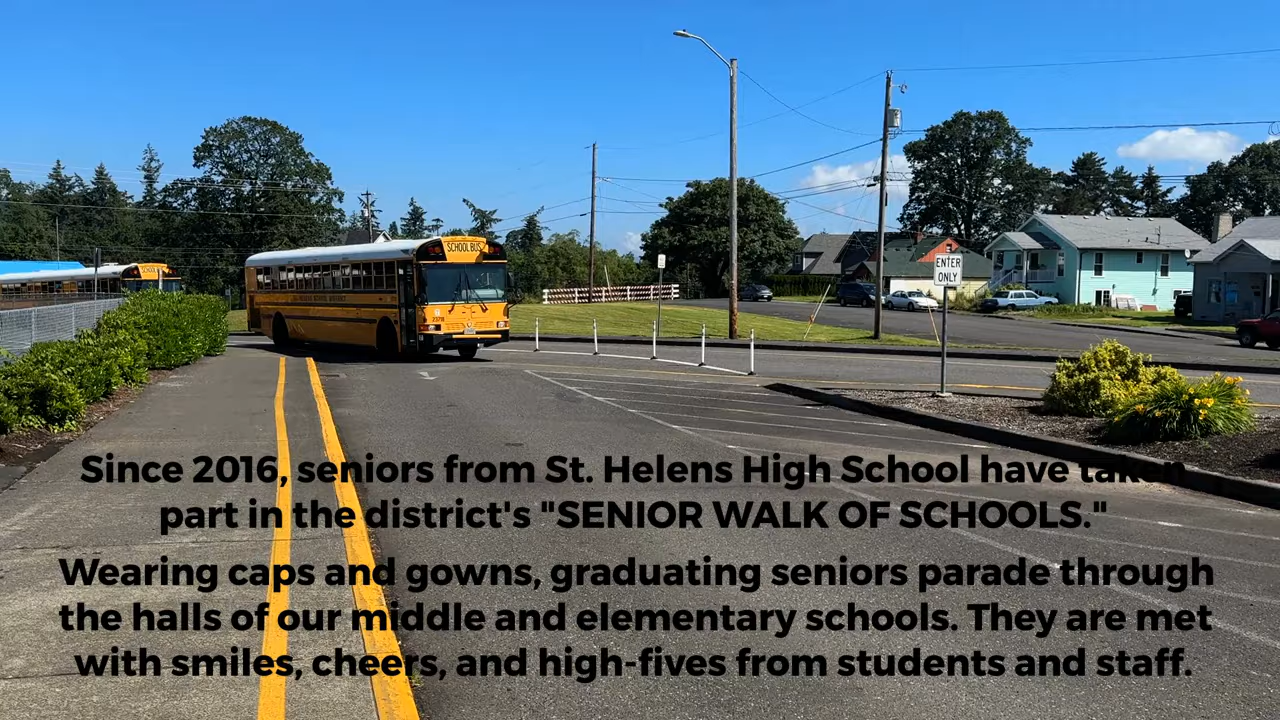 SCHOOL BUS
ENTER
ONLY
Since 2016, seniors from St. Helens High School have taken
part in the district's "SENIOR WALK OF SCHOOLS."
Wearing caps and gowns, graduating seniors parade through
the halls of our middle and elementary schools. They are met
with smiles, cheers, and high-fives from students and staff.